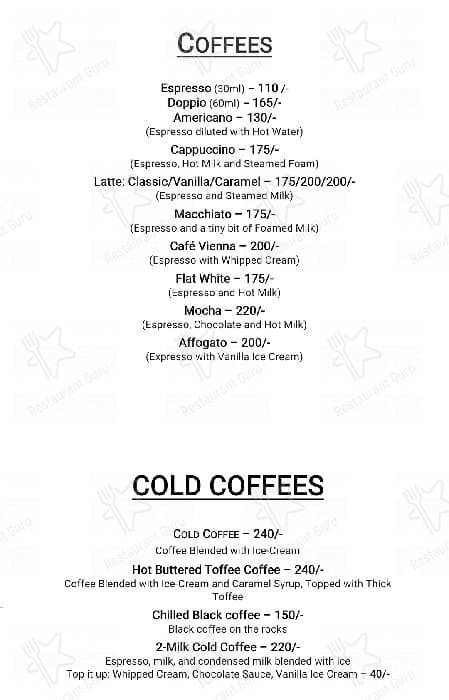 COFFEES
Espresso (30ml) – 110 /-
Doppio (60ml) – 165/-
Americano – 130/-
(Espresso diluted with Hot Water)
Cappuccino – 175/-
(Espresso, Hot Milk and Steamed Foam)
Latte: Classic/Vanilla/Caramel – 175/200/200/-
(Espresso and Steamed Milk)
Macchiato – 175/-
(Espresso and a tiny bit of Foamed Milk)
Café Vienna – 200/-
(Espresso with Whipped Cream)
Flat White – 175/-
(Espresso and Hot Milk)
Mocha – 220/-
(Espresso, Chocolate and Hot Milk)
Affogato – 200/-
(Expresso with Vanilla Ice Cream)
COLD COFFEES
COLD COFFEE – 240/-
Coffee Blended with Ice-Cream
Hot Buttered Toffee Coffee – 240/-
Coffee Blended with Ice-Cream and Caramel Syrup, Topped with Thick
Toffee
Chilled Black coffee – 150/-
Black coffee on the rocks
2-Milk Cold Coffee – 220/-
Espresso, milk, and condensed milk blended with ice
Top it up: Whipped Cream, Chocolate Sauce, Vanilla Ice Cream – 40/-
Restaurant Guru